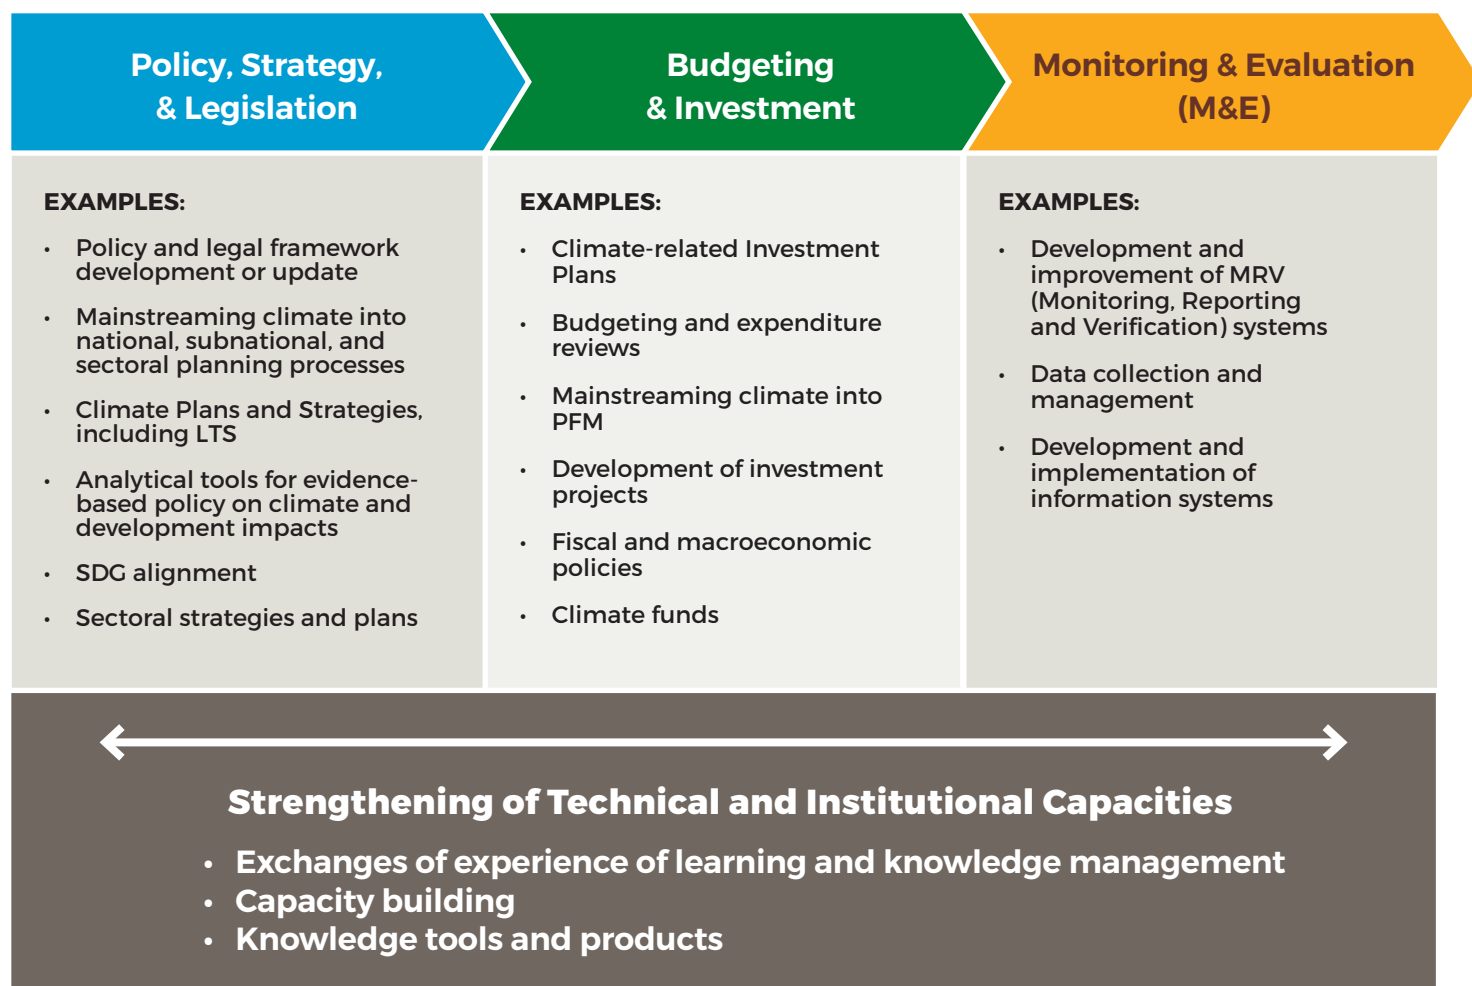 Policy, Strategy,
& Legislation
EXAMPLES:
• Policy and legal framework
development or update
• Mainstreaming climate into
national, subnational, and
sectoral planning processes
• Climate Plans and Strategies,
including LTS
• Analytical tools for evidence-
based policy on climate and
development impacts
• SDG alignment
• Sectoral strategies and plans
Budgeting
& Investment
EXAMPLES:
• Climate-related Investment
Plans
• Budgeting and expenditure
reviews
• Mainstreaming climate into
PFM
• Development of investment
projects
• Fiscal and macroeconomic
policies
• Climate funds
Monitoring & Evaluation
(M&E)
EXAMPLES:
• Development and
improvement of MRV
(Monitoring, Reporting
and Verification) systems
• Data collection and
management
• Development and
implementation of
information systems
Strengthening of Technical and Institutional Capacities
• Exchanges of experience of learning and knowledge management
• Capacity building
• Knowledge tools and products